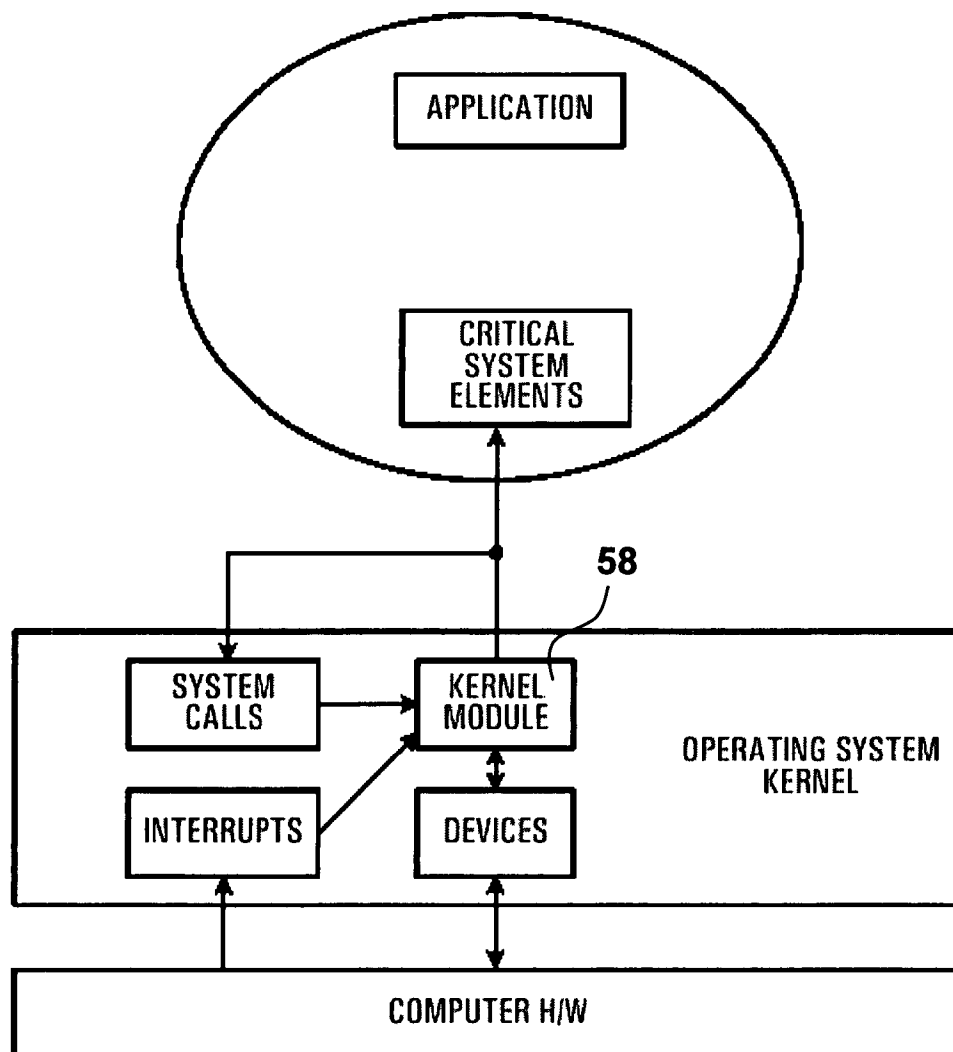 APPLICATION
CRITICAL
SYSTEM
ELEMENTS
58
SYSTEM
CALLS
KERNEL
MODULE
OPERATING SYSTEM
KERNEL
INTERRUPTS
DEVICES
COMPUTER H/W